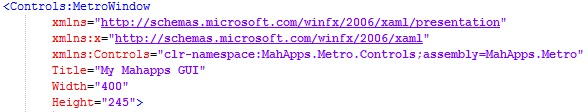 <Controls:MetroWindow
xmlns="http://schemas.microsoft.com/winfx/2006/xaml/presentation"
xmlns:x="http://schemas.microsoft.com/winfx/2006/xaml"
xmlns:Controls="clr-namespace:MahApps.Metro.Controls;assembly=MahApps.Metro"
Title="My Mahapps GUI"
Width="400"
Height="245">